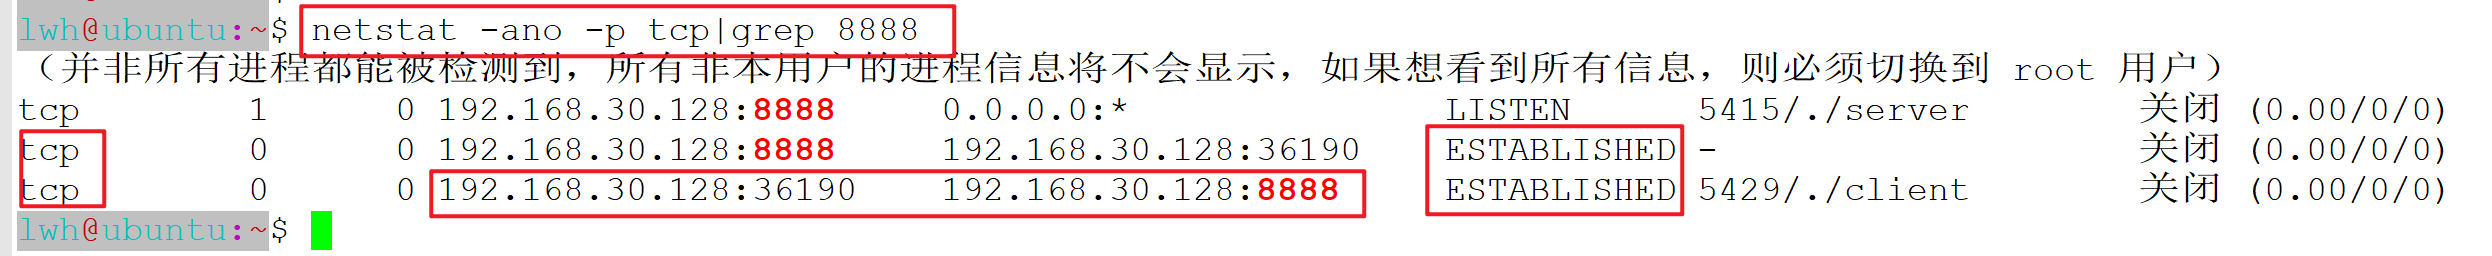 lwh@ubuntu:~$ netstat -ano -p tcp|grep 8888
（并非所有进程都能被检测到，所有非本用户的进程信息将不会显示，如果想看到所有信息，则必须切换到 root 用户）
tcp 1 0 192.168.30.128:8888 0.0.0.0:* LISTEN 5415/./server 关闭 (0.00/0/0)
tcp 0 0 192.168.30.128:8888 192.168.30.128:36190 ESTABLISHED - 关闭 (0.00/0/0)
tcp 0 0 192.168.30.128:36190 192.168.30.128:8888 ESTABLISHED 5429/./client 关闭 (0.00/0/0)
lwh@ubuntu:~$